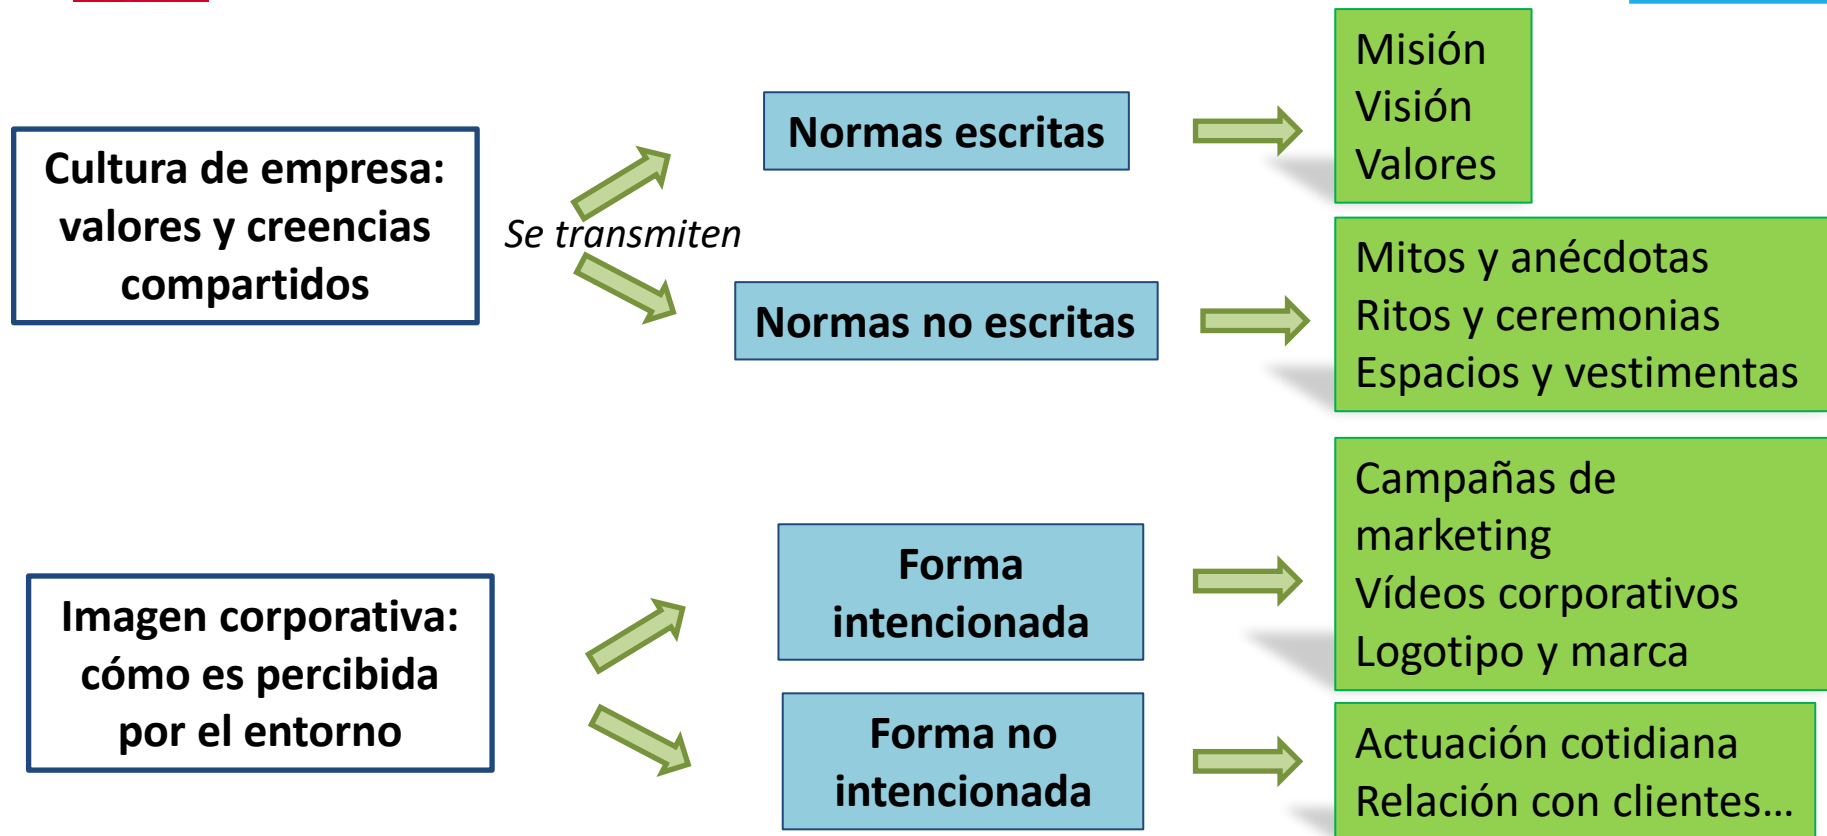 Cultura de empresa:
valores y creencias
compartidos
Se transmiten
Normas escritas
Misión
Visión
Valores
Normas no escritas
Mitos y anécdotas
Ritos y ceremonias
Espacios y vestimentas
Imagen corporativa:
cómo es percibida
por el entorno
Forma
intencionada
Campañas de
marketing
Vídeos corporativos
Logotipo y marca
Forma no
intencionada
Actuación cotidiana
Relación con clientes...